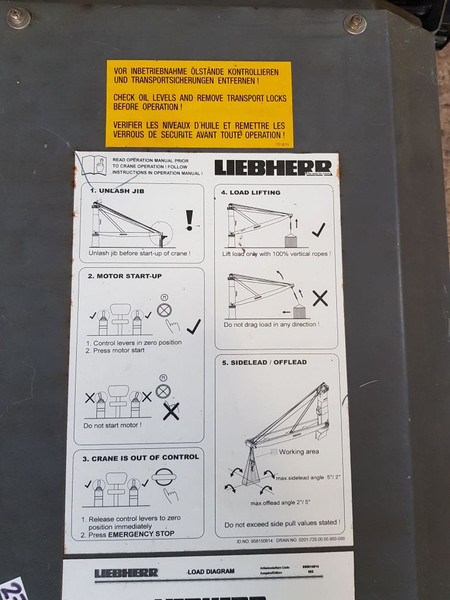 VOR INBETRIEBNAHME ÖLSTÄNDE KONTROLLIEREN
UND TRANSPORTSICHERUNGEN ENTFERNEN !
CHECK OIL LEVELS AND REMOVE TRANSPORT LOCKS
BEFORE OPERATION !
VERIFIER LES NIVEAUX D'HUILE ET REMETTRE LES
VERROUS DE SECURITE AVANT TOUTE OPERATION !
READ OPERATION MANUAL PRIOR
TO CRANE OPERATION ! FOLLOW
INSTRUCTIONS IN OPERATION MANUAL !
LIEBHERR
1. UNLASH JIB
!
Unlash jib before start-up of crane !
2. MOTOR START-UP
1. Control levers in zero position
2. Press motor start
Do not start motor !
3. CRANE IS OUT OF CONTROL
1. Release control levers to zero
position immediately
2. Press EMERGENCY STOP
4. LOAD LIFTING
Lift load only with 100% vertical ropes !
Do not drag load in any direction !
5. SIDELEAD / OFFLEAD
Working area
max.sidelead angle 5°/ 2°
max.offlead angle 2°/ 5°
Do not exceed side pull values stated !
LIEBHERR
-LOAD DIAGRAM